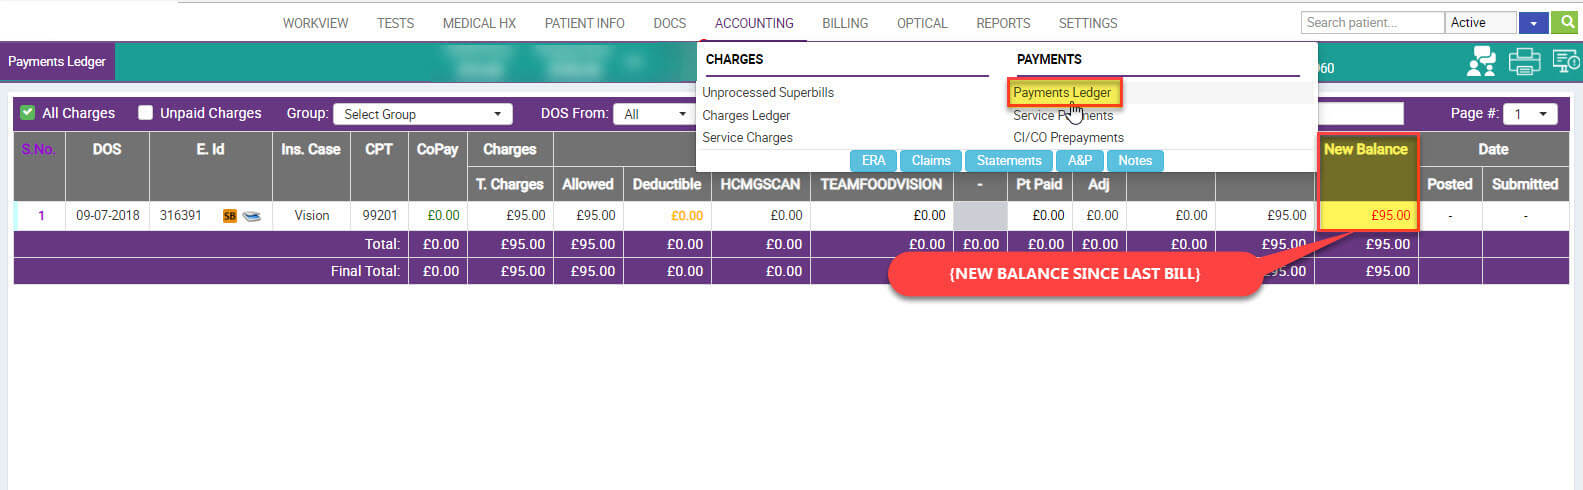 WORKVIEW TESTS MEDICAL HX PATIENT INFO DOCS ACCOUNTING BILLING OPTICAL REPORTS SETTINGS Search patient... Active
Payments Ledger
CHARGES PAYMENTS
960
Unprocessed Superbills Payments Ledger
Charges Ledger Service Payments
Service Charges CI/CO Prepayments
ERA Claims Statements A&P Notes
All Charges Unpaid Charges Group: Select Group DOS From: All Page #: 1
S.No. DOS E. Id Ins. Case CPT CoPay Charges New Balance Date
T. Charges Allowed Deductible HCMGSCAN TEAMFOODVISION - Pt Paid Adj Posted Submitted
1 09-07-2018 316391 SB Vision 99201 £0.00 £95.00 £95.00 £0.00 £0.00 £0.00 £0.00 £0.00 £0.00 £95.00 £95.00 - -
Total: £0.00 £95.00 £95.00 £0.00 £0.00 £0.00 £0.00 £0.00 £0.00 £0.00 £95.00 £95.00
Final Total: £0.00 £95.00 £95.00 £0.00 £0.00 £95.00 £95.00
{NEW BALANCE SINCE LAST BILL}